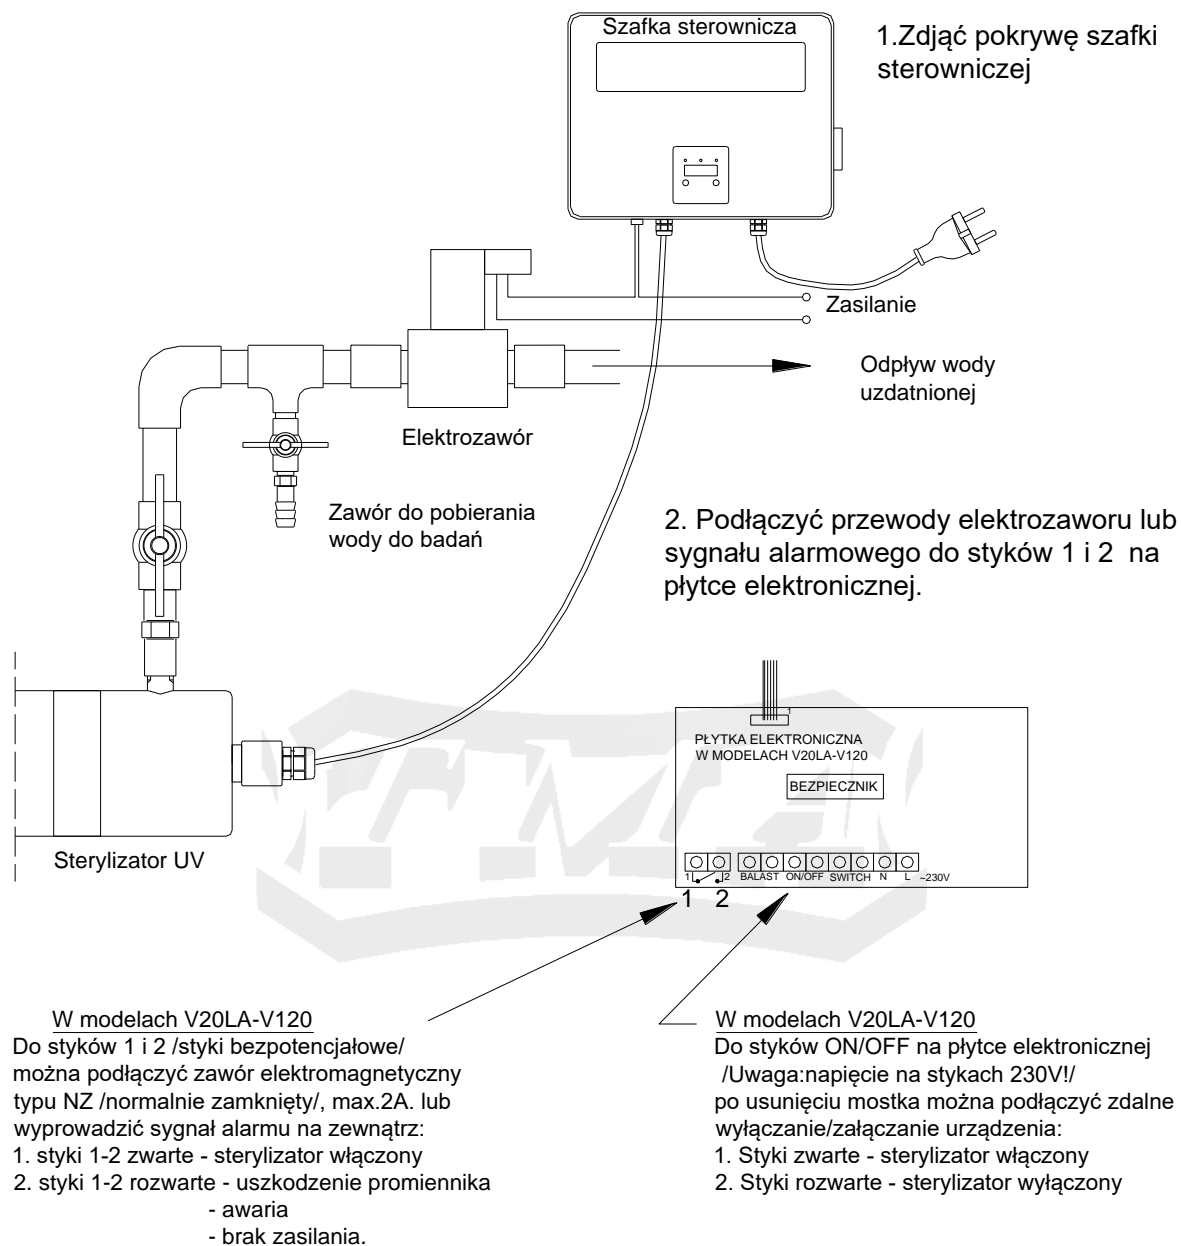 Szafka sterownicza
1.Zdjąć pokrywę szafki
sterowniczej
Zasilanie
Odpływ wody
uzdatnionej
Elektrozawór
Zawór do pobierania
wody do badań
2. Podłączyć przewody elektrozaworu lub
sygnału alarmowego do styków 1 i 2 na
płytce elektronicznej.
Sterylizator UV
TMA
1
PŁYTKA ELEKTRONICZNA
W MODELACH V20LA-V120
BEZPIECZNIK
1 2 BALAST ON/OFF SWITCH N L ~230V
1 2
W modelach V20LA-V120
Do styków 1 i 2 /styki bezpotencjałowe/
można podłączyć zawór elektromagnetyczny
typu NZ /normalnie zamknięty/, max.2A. lub
wyprowadzić sygnał alarmu na zewnątrz:
1. styki 1-2 zwarte - sterylizator włączony
2. styki 1-2 rozwarte - uszkodzenie promiennika
- awaria
- brak zasilania.
W modelach V20LA-V120
Do styków ON/OFF na płytce elektronicznej
/Uwaga:napięcie na stykach 230V!/
po usunięciu mostka można podłączyć zdalne
wyłączanie/załączanie urządzenia:
1. Styki zwarte - sterylizator włączony
2. Styki rozwarte - sterylizator wyłączony